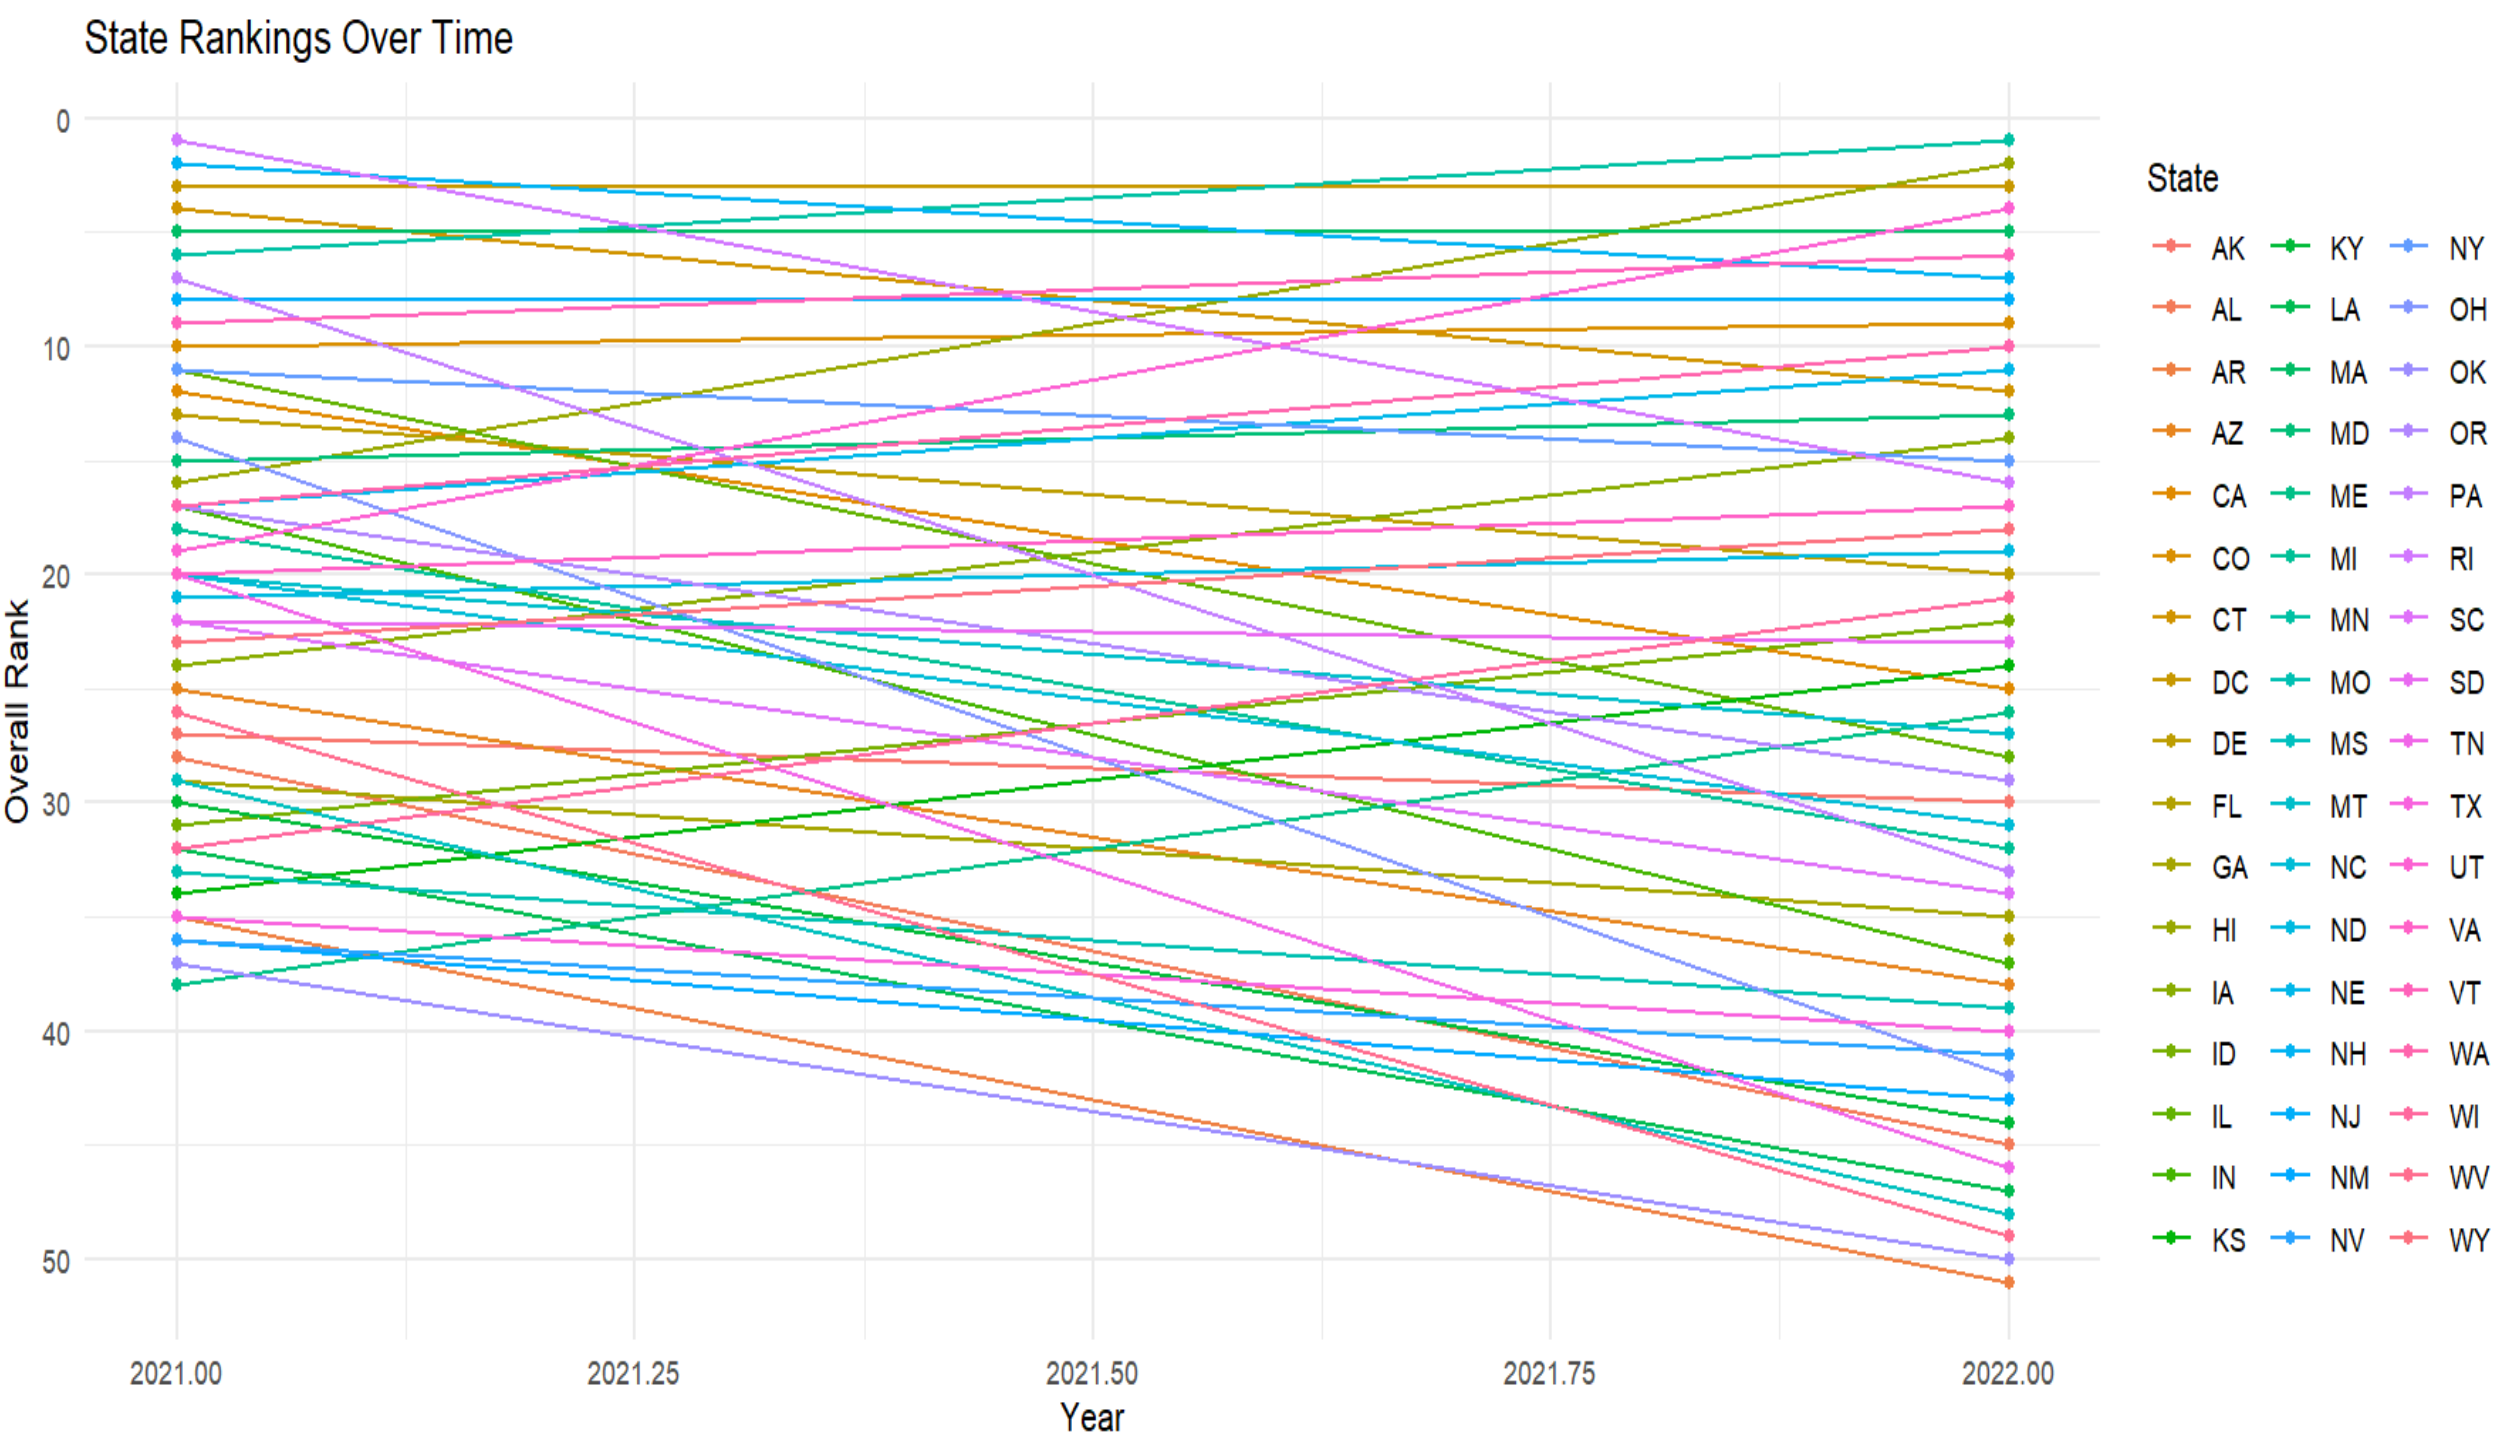 State Rankings Over Time
0
10
20
30
40
50
Overall Rank
2021.00 2021.25 2021.50 2021.75 2022.00
Year
State
AK KY NY
AL LA OH
AR MA OK
AZ MD OR
CA ME PA
CO MI RI
CT MN SC
DC MO SD
DE MS TN
FL MT TX
GA NC UT
HI ND VA
IA NE VT
ID NH WA
IL NJ WI
IN NM WV
KS NV WY